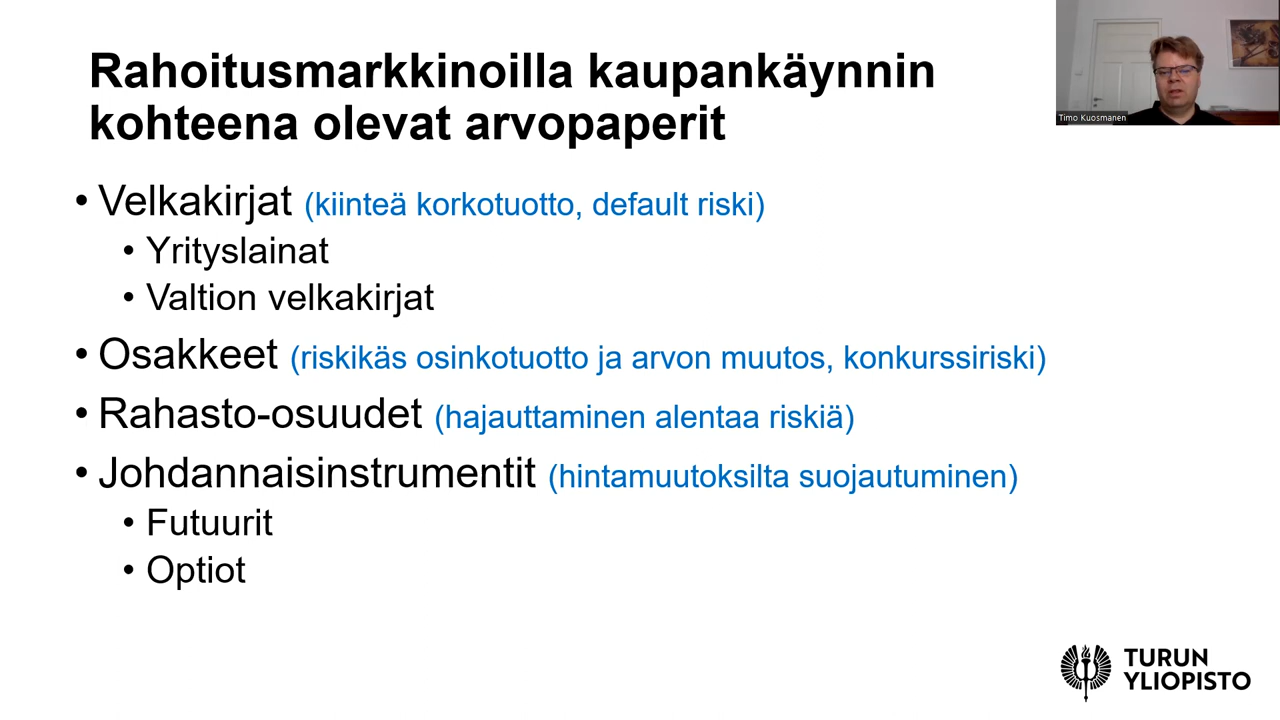 Rahoitusmarkkinoilla kaupankäynnin
kohteena olevat arvopaperit
Timo Kuosmanen
• Velkakirjat (kiinteä korkotuotto, default riski)
• Yrityslainat
• Valtion velkakirjat
• Osakkeet (riskikäs osinkotuotto ja arvon muutos, konkurssiriski)
• Rahasto-osuudet (hajauttaminen alentaa riskiä)
• Johdannaisinstrumentit (hintamuutoksilta suojautuminen)
• Futuurit
• Optiot
TURUN
YLIOPISTO